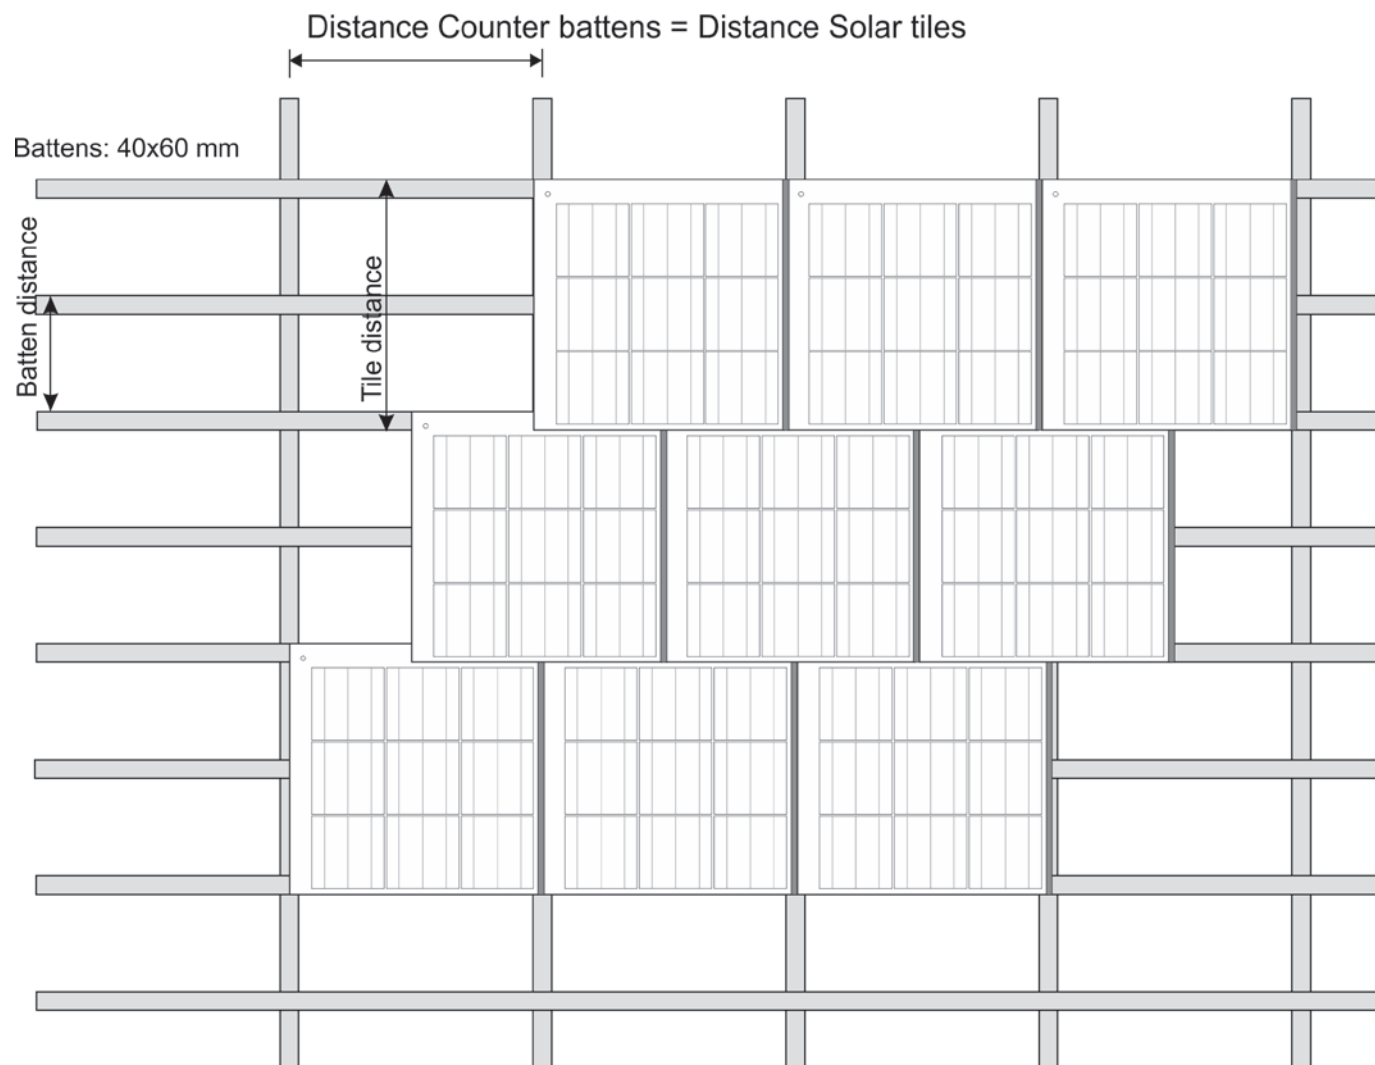 Distance Counter battens = Distance Solar tiles
Battens: 40x60 mm
Batten distance
Tile distance